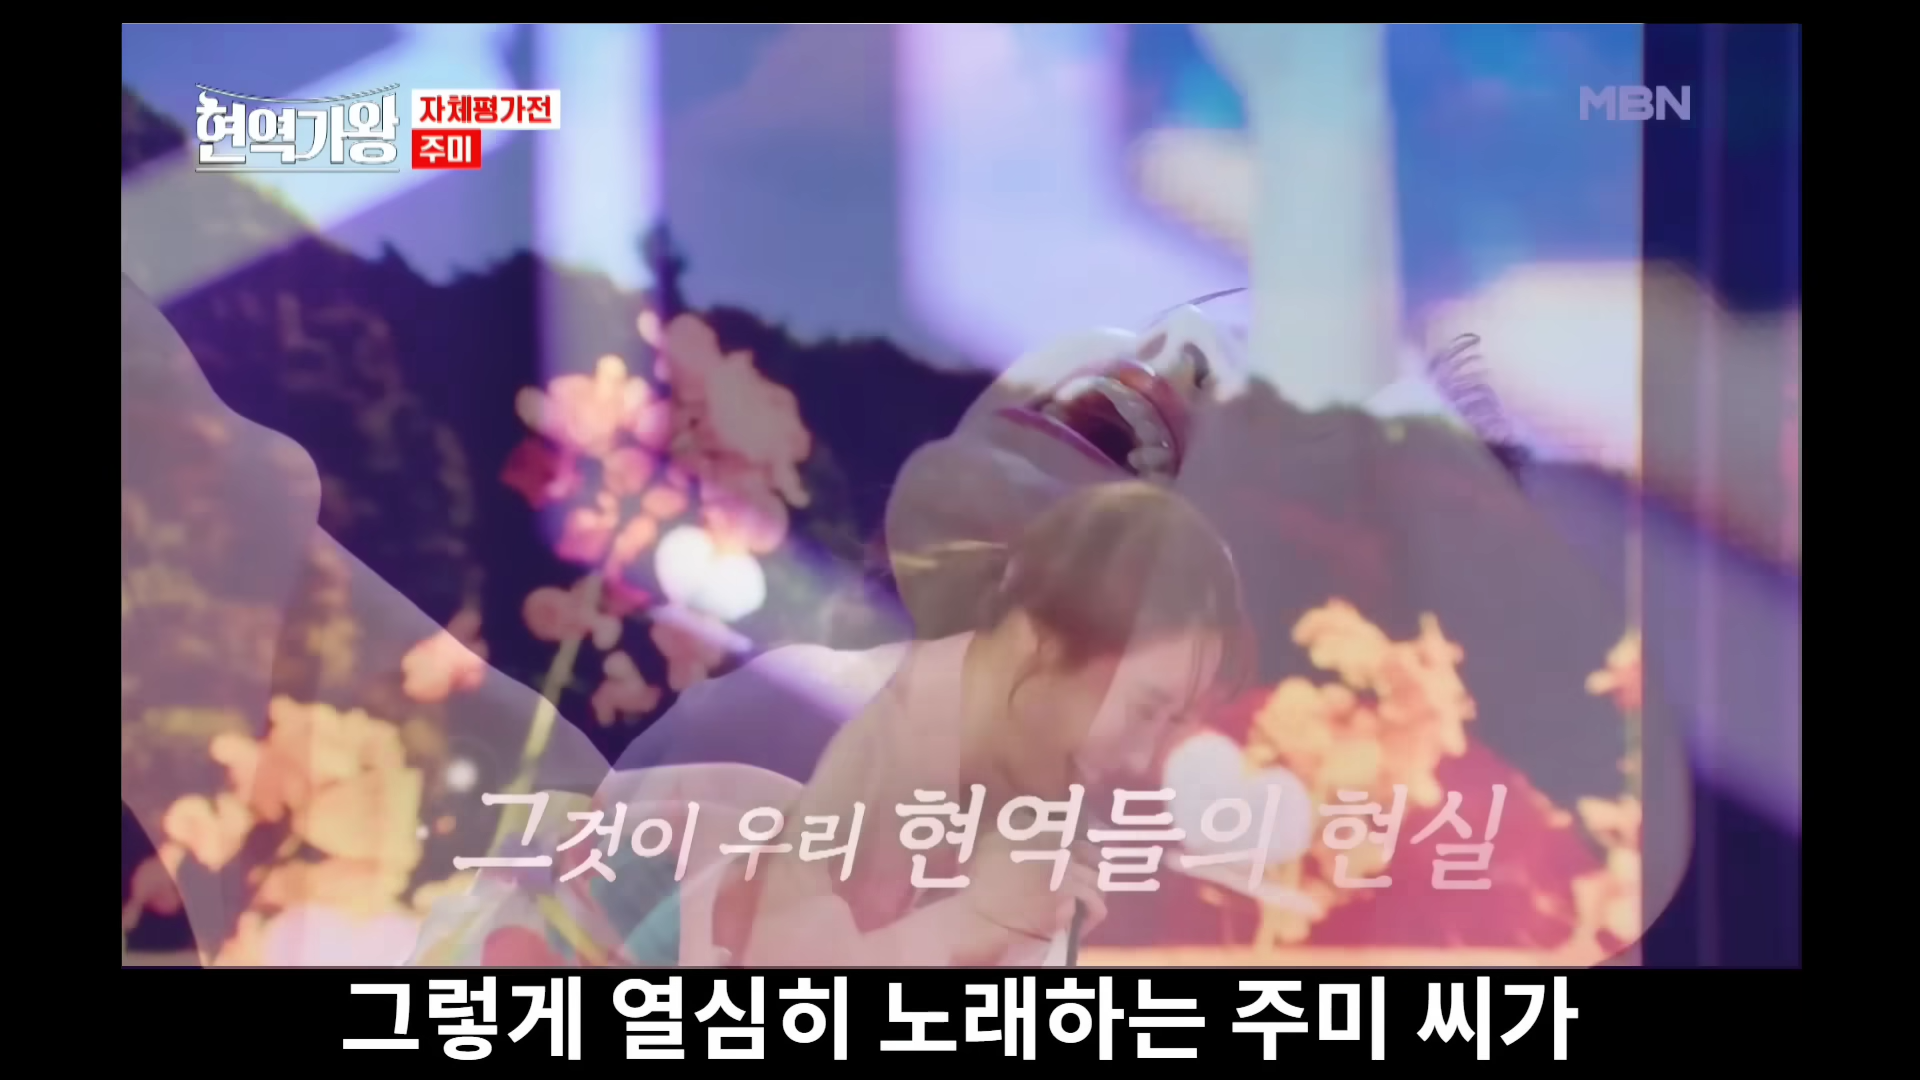 현역가왕
자체평가전
주미
MBN
그것이 우리 현역들의 현실
그렇게 열심히 노래하는 주미 씨가